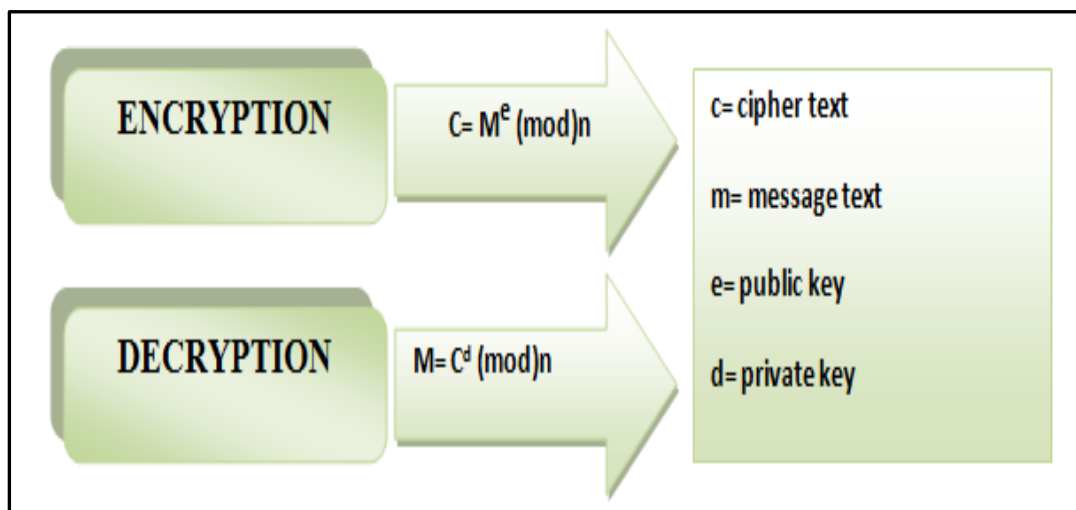 ENCRYPTION
C= M^e (mod)n
DECRYPTION
M= C^d (mod)n
c= cipher text
m= message text
e= public key
d= private key